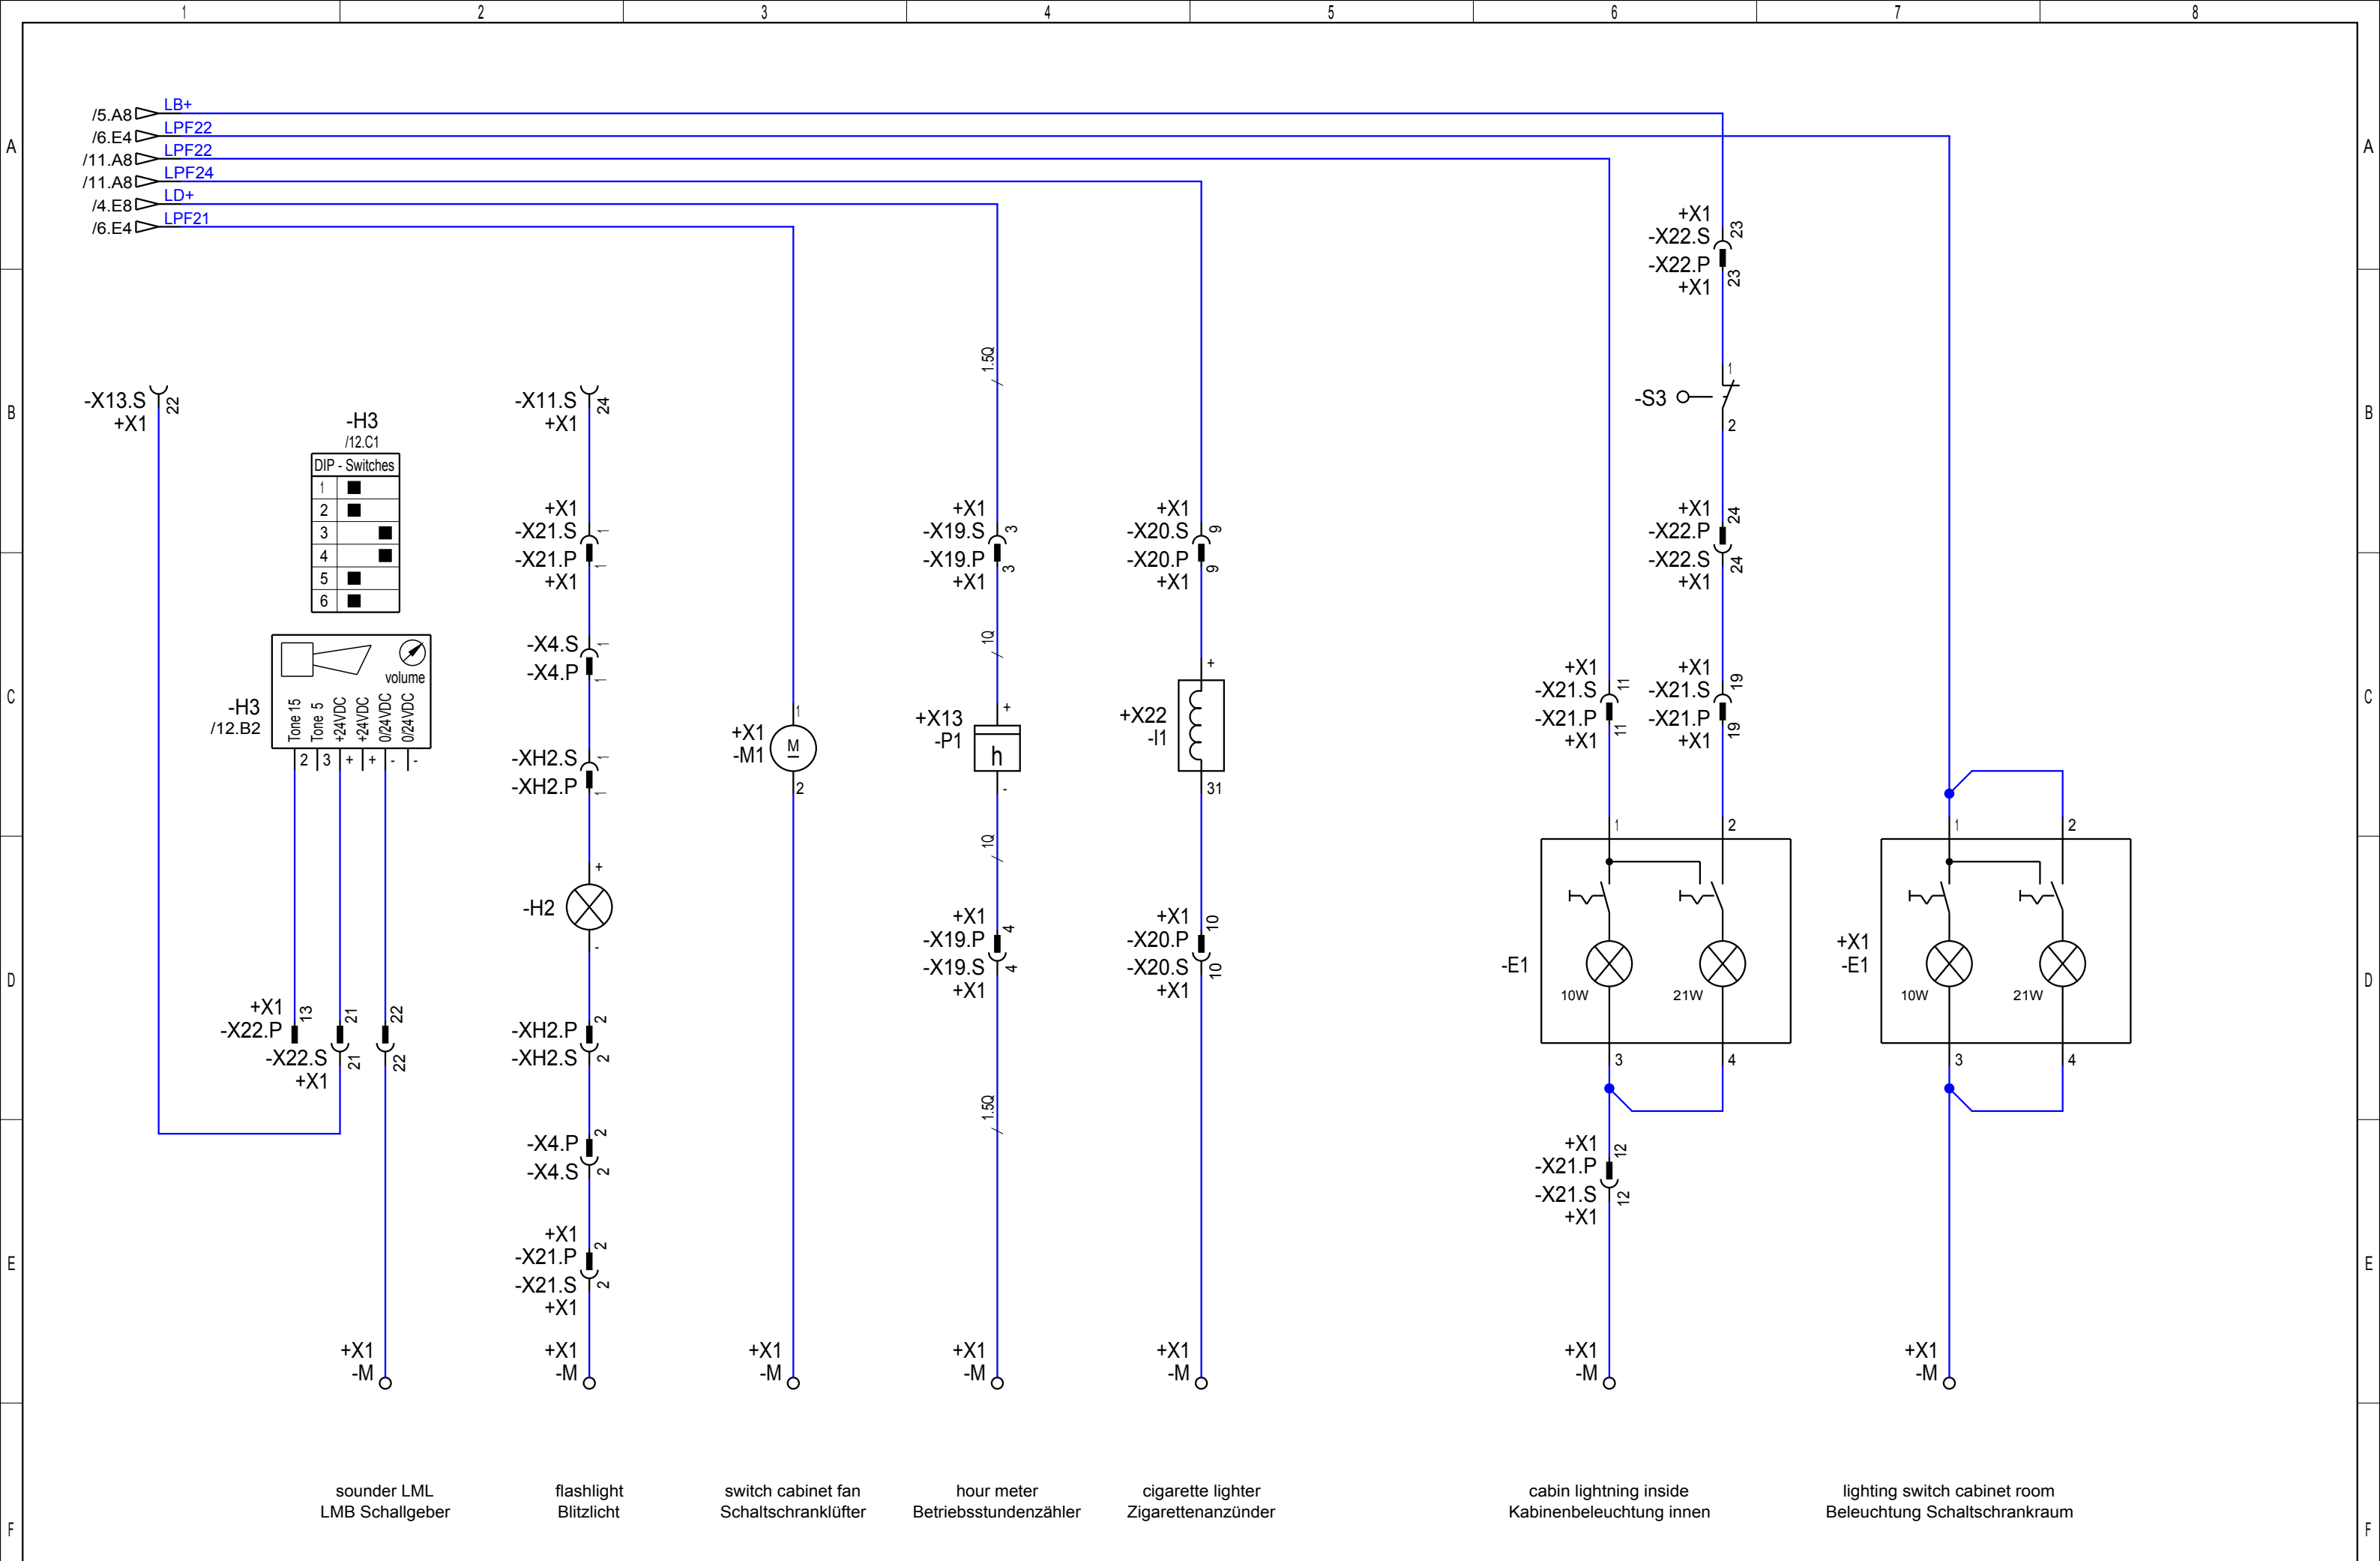 1 2 3 4 5 6 7 8
/5.A8 LB+
/6.E4 LPF22
A A
/11.A8 LPF22
/11.A8 LPF24
/4.E8 LD+
/6.E4 LPF21
+X1
-X22.S 23
-X22.P 23
+X1
1.5Q
1
-S3
2
B B
-X13.S 22
+X1
-H3
/12.C1
DIP - Switches
1
2
3
4
5
6
-X11.S 24
+X1
+X1
-X21.S 1
-X21.P 1
+X1
+X1
-X19.S 3
-X19.P 3
+X1
+X1
-X20.S 9
-X20.P 9
+X1
+X1 24
-X22.P
-X22.S 24
+X1
C C
volume
-H3
/12.B2
Tone 15
Tone 5
+24VDC
+24VDC
0/24VDC
0/24VDC
2 3 + + - -
-X4.S 1
-X4.P 1
-XH2.S 1
-XH2.P 1
1
+X1
-M1
M
2
1Q
+
+X13
-P1
h
-
1Q
+
+X22
-I1
31
+X1
-X21.S 11
-X21.P 11
+X1
+X1
-X21.S 19
-X21.P 19
+X1
1 2
1 2
+
-H2
-
+X1 4
-X19.P
-X19.S 4
+X1
+X1 10
-X20.P
-X20.S 10
+X1
D D
-E1
10W 21W
3 4
+X1
-E1
10W 21W
3 4
+X1 13 21 22
-X22.P
-X22.S 21 22
+X1
-XH2.P 2
-XH2.S 2
1.5Q
-X4.P 2
-X4.S 2
+X1 12
-X21.P
-X21.S 12
+X1
E E
+X1 2
-X21.P
-X21.S 2
+X1
+X1 +X1 +X1 +X1 +X1 +X1 +X1
-M -M -M -M -M -M -M
sounder LML flashlight switch cabinet fan hour meter cigarette lighter cabin lightning inside lighting switch cabinet room
LMB Schallgeber Blitzlicht Schaltschranklüfter Betriebsstundenzähler Zigarettenanzünder Kabinenbeleuchtung innen Beleuchtung Schaltschrankraum
F F